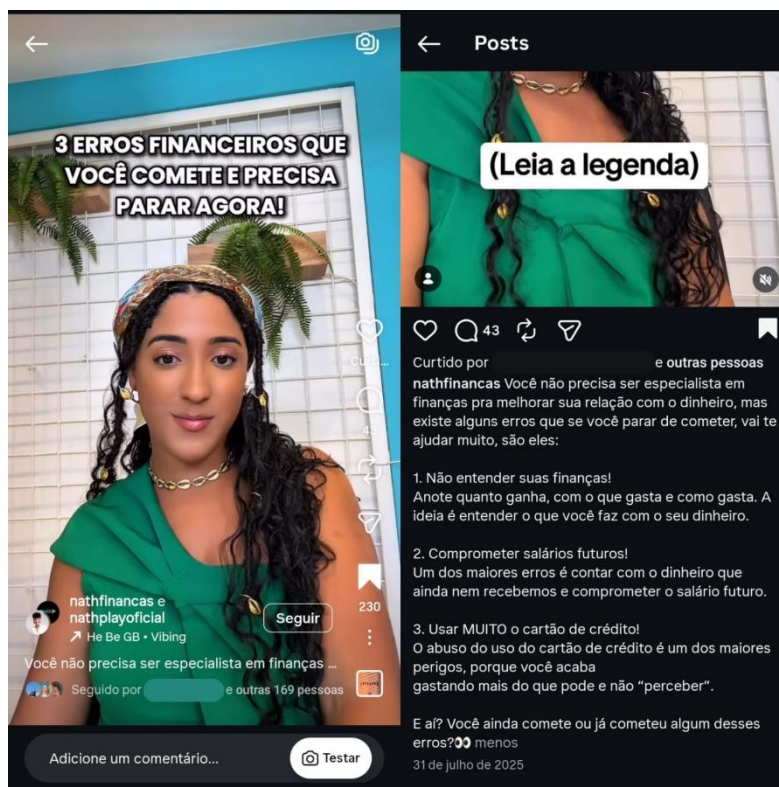 3 ERROS FINANCEIROS QUE
VOCÊ COMETE E PRECISA
PARAR AGORA!
Curti...
43
230
nathfinancas e
nathplayoficial
Seguir
He Be GB • Vibing
Você não precisa ser especialista em finanças ...
Seguido por
e outras 169 pessoas
Adicione um comentário...
Testar
Posts
(Leia a legenda)
43
Curtido por
e outras pessoas
nathfinancas Você não precisa ser especialista em
finanças pra melhorar sua relação com o dinheiro, mas
existe alguns erros que se você parar de cometer, vai te
ajudar muito, são eles:
1. Não entender suas finanças!
Anote quanto ganha, com o que gasta e como gasta. A
ideia é entender o que você faz com o seu dinheiro.
2. Comprometer salários futuros!
Um dos maiores erros é contar com o dinheiro que
ainda nem recebemos e comprometer o salário futuro.
3. Usar MUITO o cartão de crédito!
O abuso do uso do cartão de crédito é um dos maiores
perigos, porque você acaba
gastando mais do que pode e não “perceber”.
E aí? Você ainda comete ou já cometeu algum desses
erros?👀 menos
31 de julho de 2025